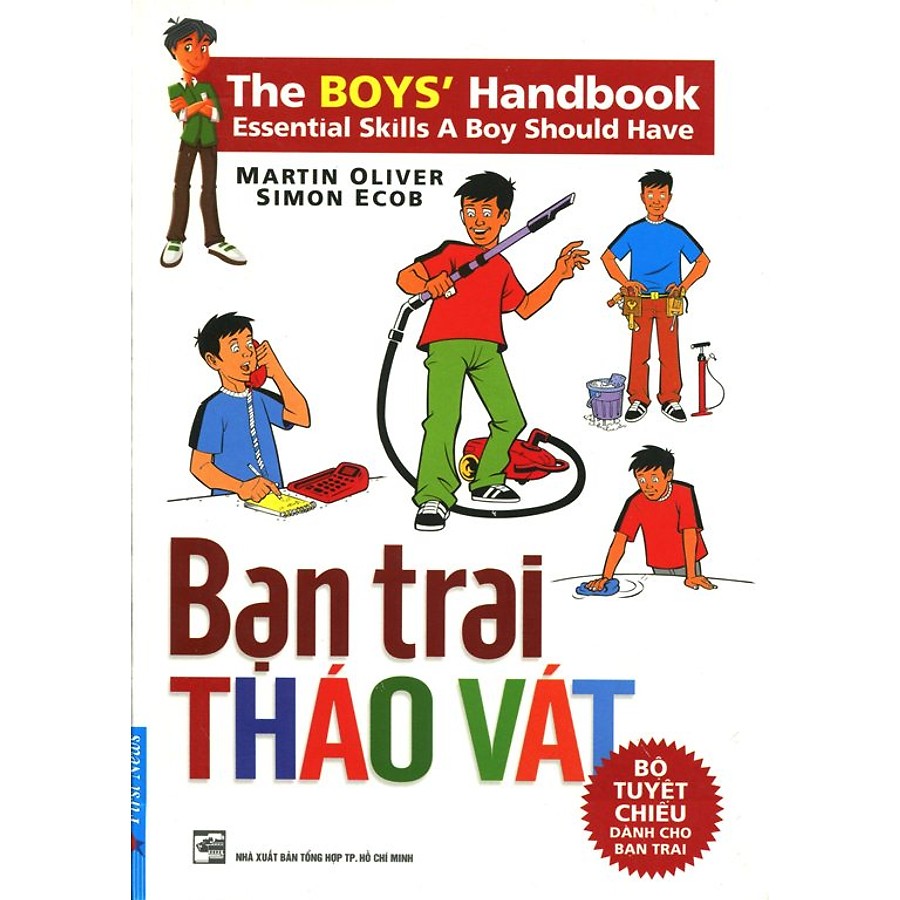 The BOYS' Handbook
Essential Skills A Boy Should Have
MARTIN OLIVER
SIMON ECOB
Bạn trai
THÁO VÁT
BỘ
TUYỆT
CHIÊU
DÀNH CHO
BẠN TRAI
First News
NHÀ XUẤT BẢN TỔNG HỢP TP. HỒ CHÍ MINH